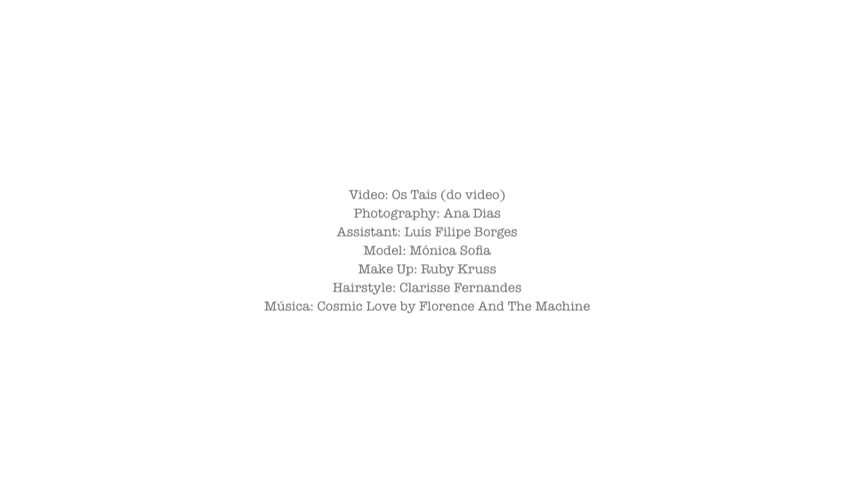 Video: Os Tais (do video)
Photography: Ana Dias
Assistant: Luís Filipe Borges
Model: Mónica Sofia
Make Up: Ruby Kruss
Hairstyle: Clarisse Fernandes
Música: Cosmic Love by Florence And The Machine